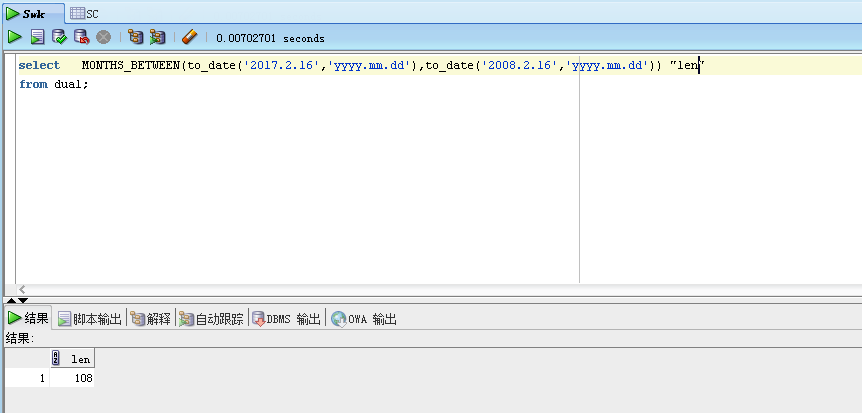 Swk SC
0.00702701 seconds
select MONTHS_BETWEEN(to_date('2017.2.16','yyyy.mm.dd'),to_date('2008.2.16','yyyy.mm.dd')) "len"
from dual;
结果 脚本输出 解释 自动跟踪 DBMS 输出 OWA 输出
结果:
len
1 108